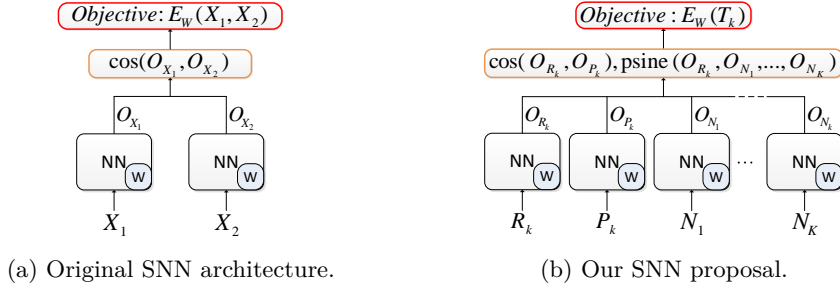 Objective: E_W(X_1, X_2)
cos(O_{X_1}, O_{X_2})
O_{X_1} O_{X_2}
NN W NN W
X_1 X_2
(a) Original SNN architecture.
Objective: E_W(T_k)
cos(O_{R_k}, O_{P_k}), psine(O_{R_k}, O_{N_1},..., O_{N_K})
O_{R_k} O_{P_k} O_{N_1} O_{N_k}
NN W NN W NN W ... NN W
R_k P_k N_1 N_K
(b) Our SNN proposal.